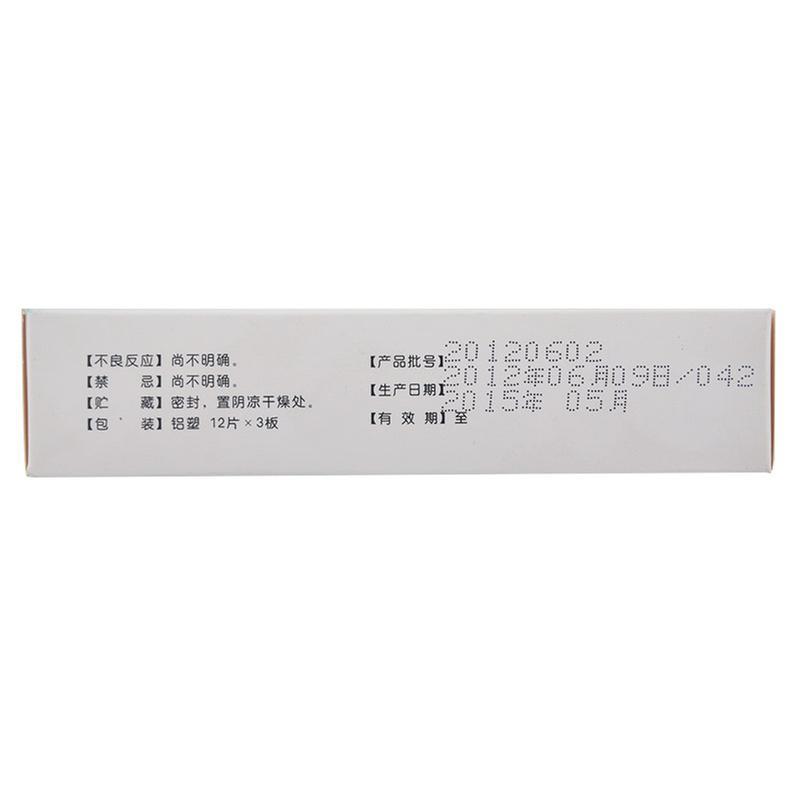 【不良反应】尚不明确。
【禁 忌】尚不明确。
【贮 藏】密封，置阴凉干燥处。
【包 装】铝塑 12片×3板
【产品批号】20120602
【生产日期】2012年06月09日/042
【有 效 期】至 2015年 05月